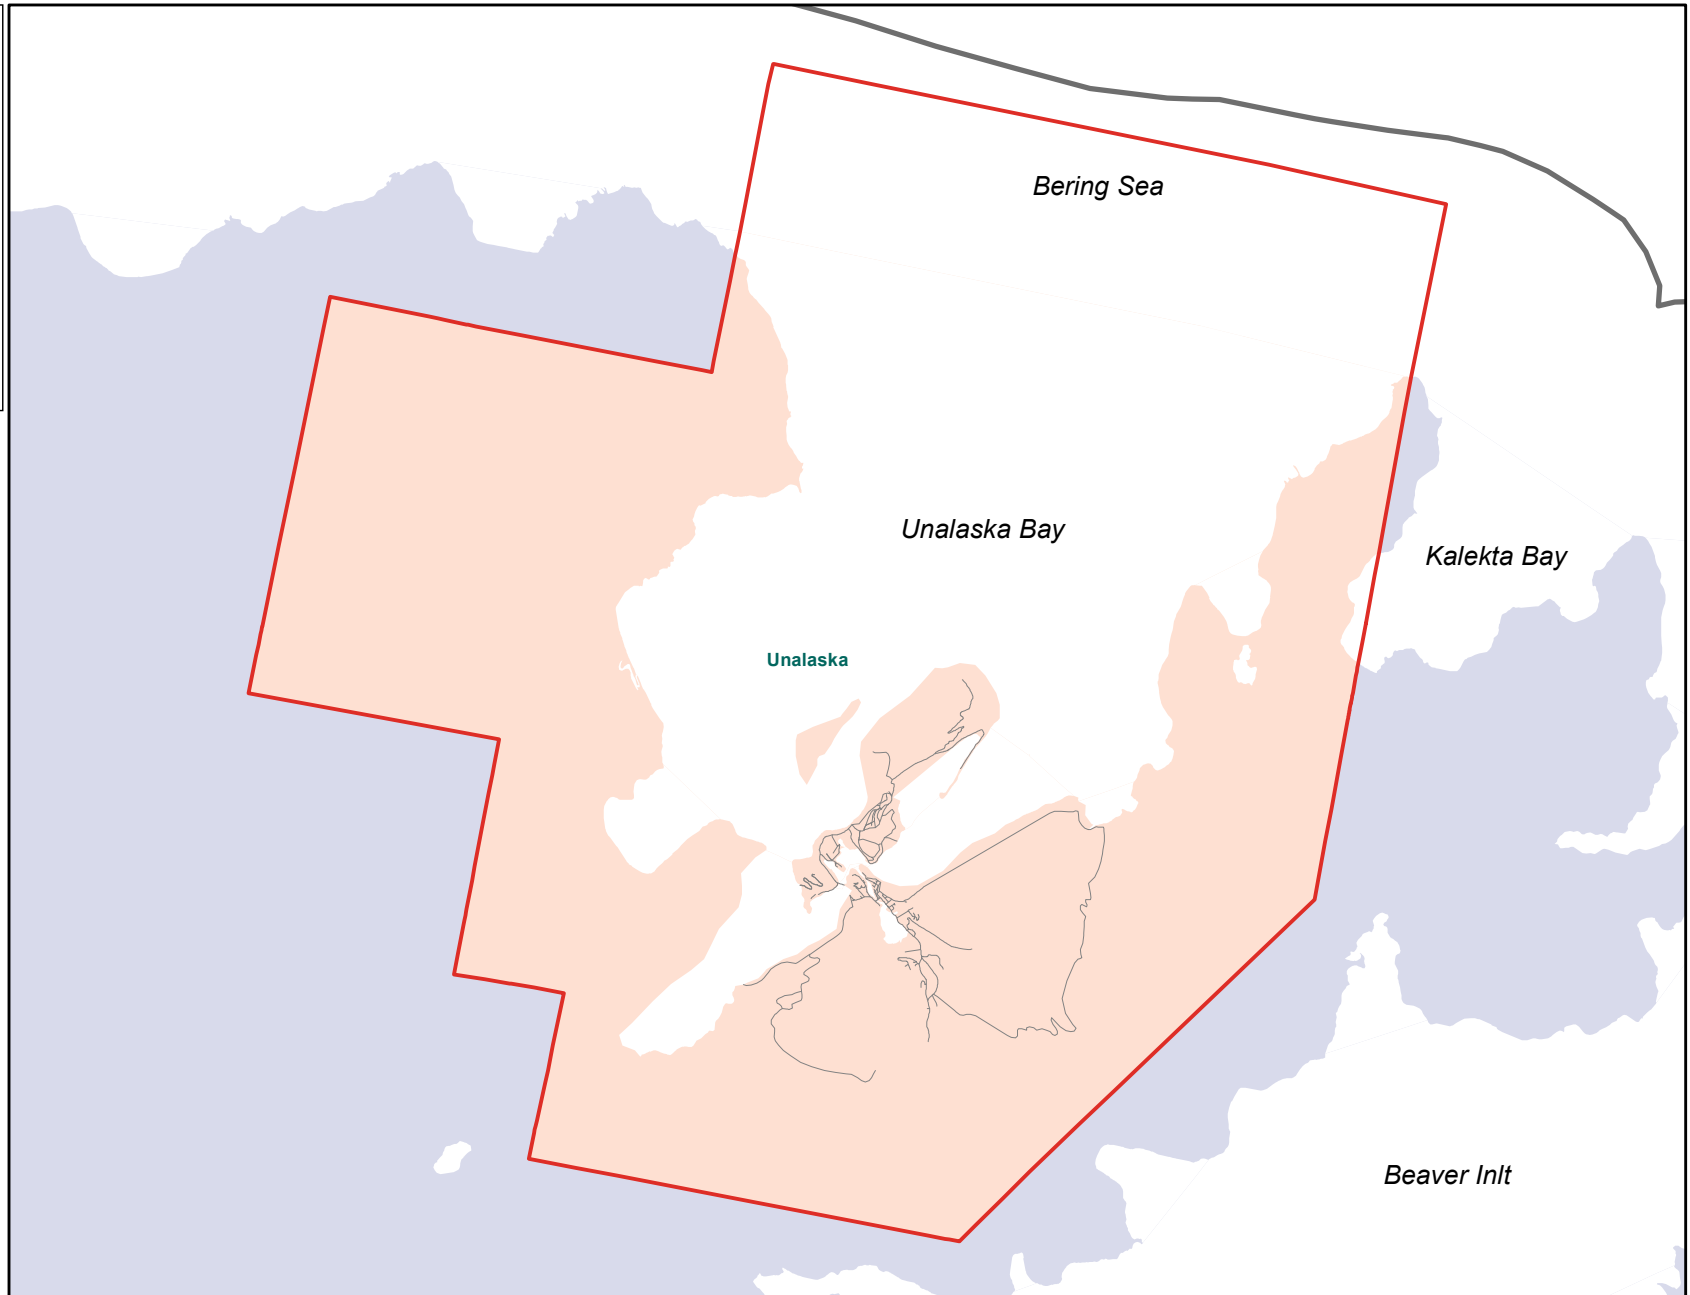 Bering Sea
Unalaska Bay
Kalekta Bay
Unalaska
Beaver Inlt